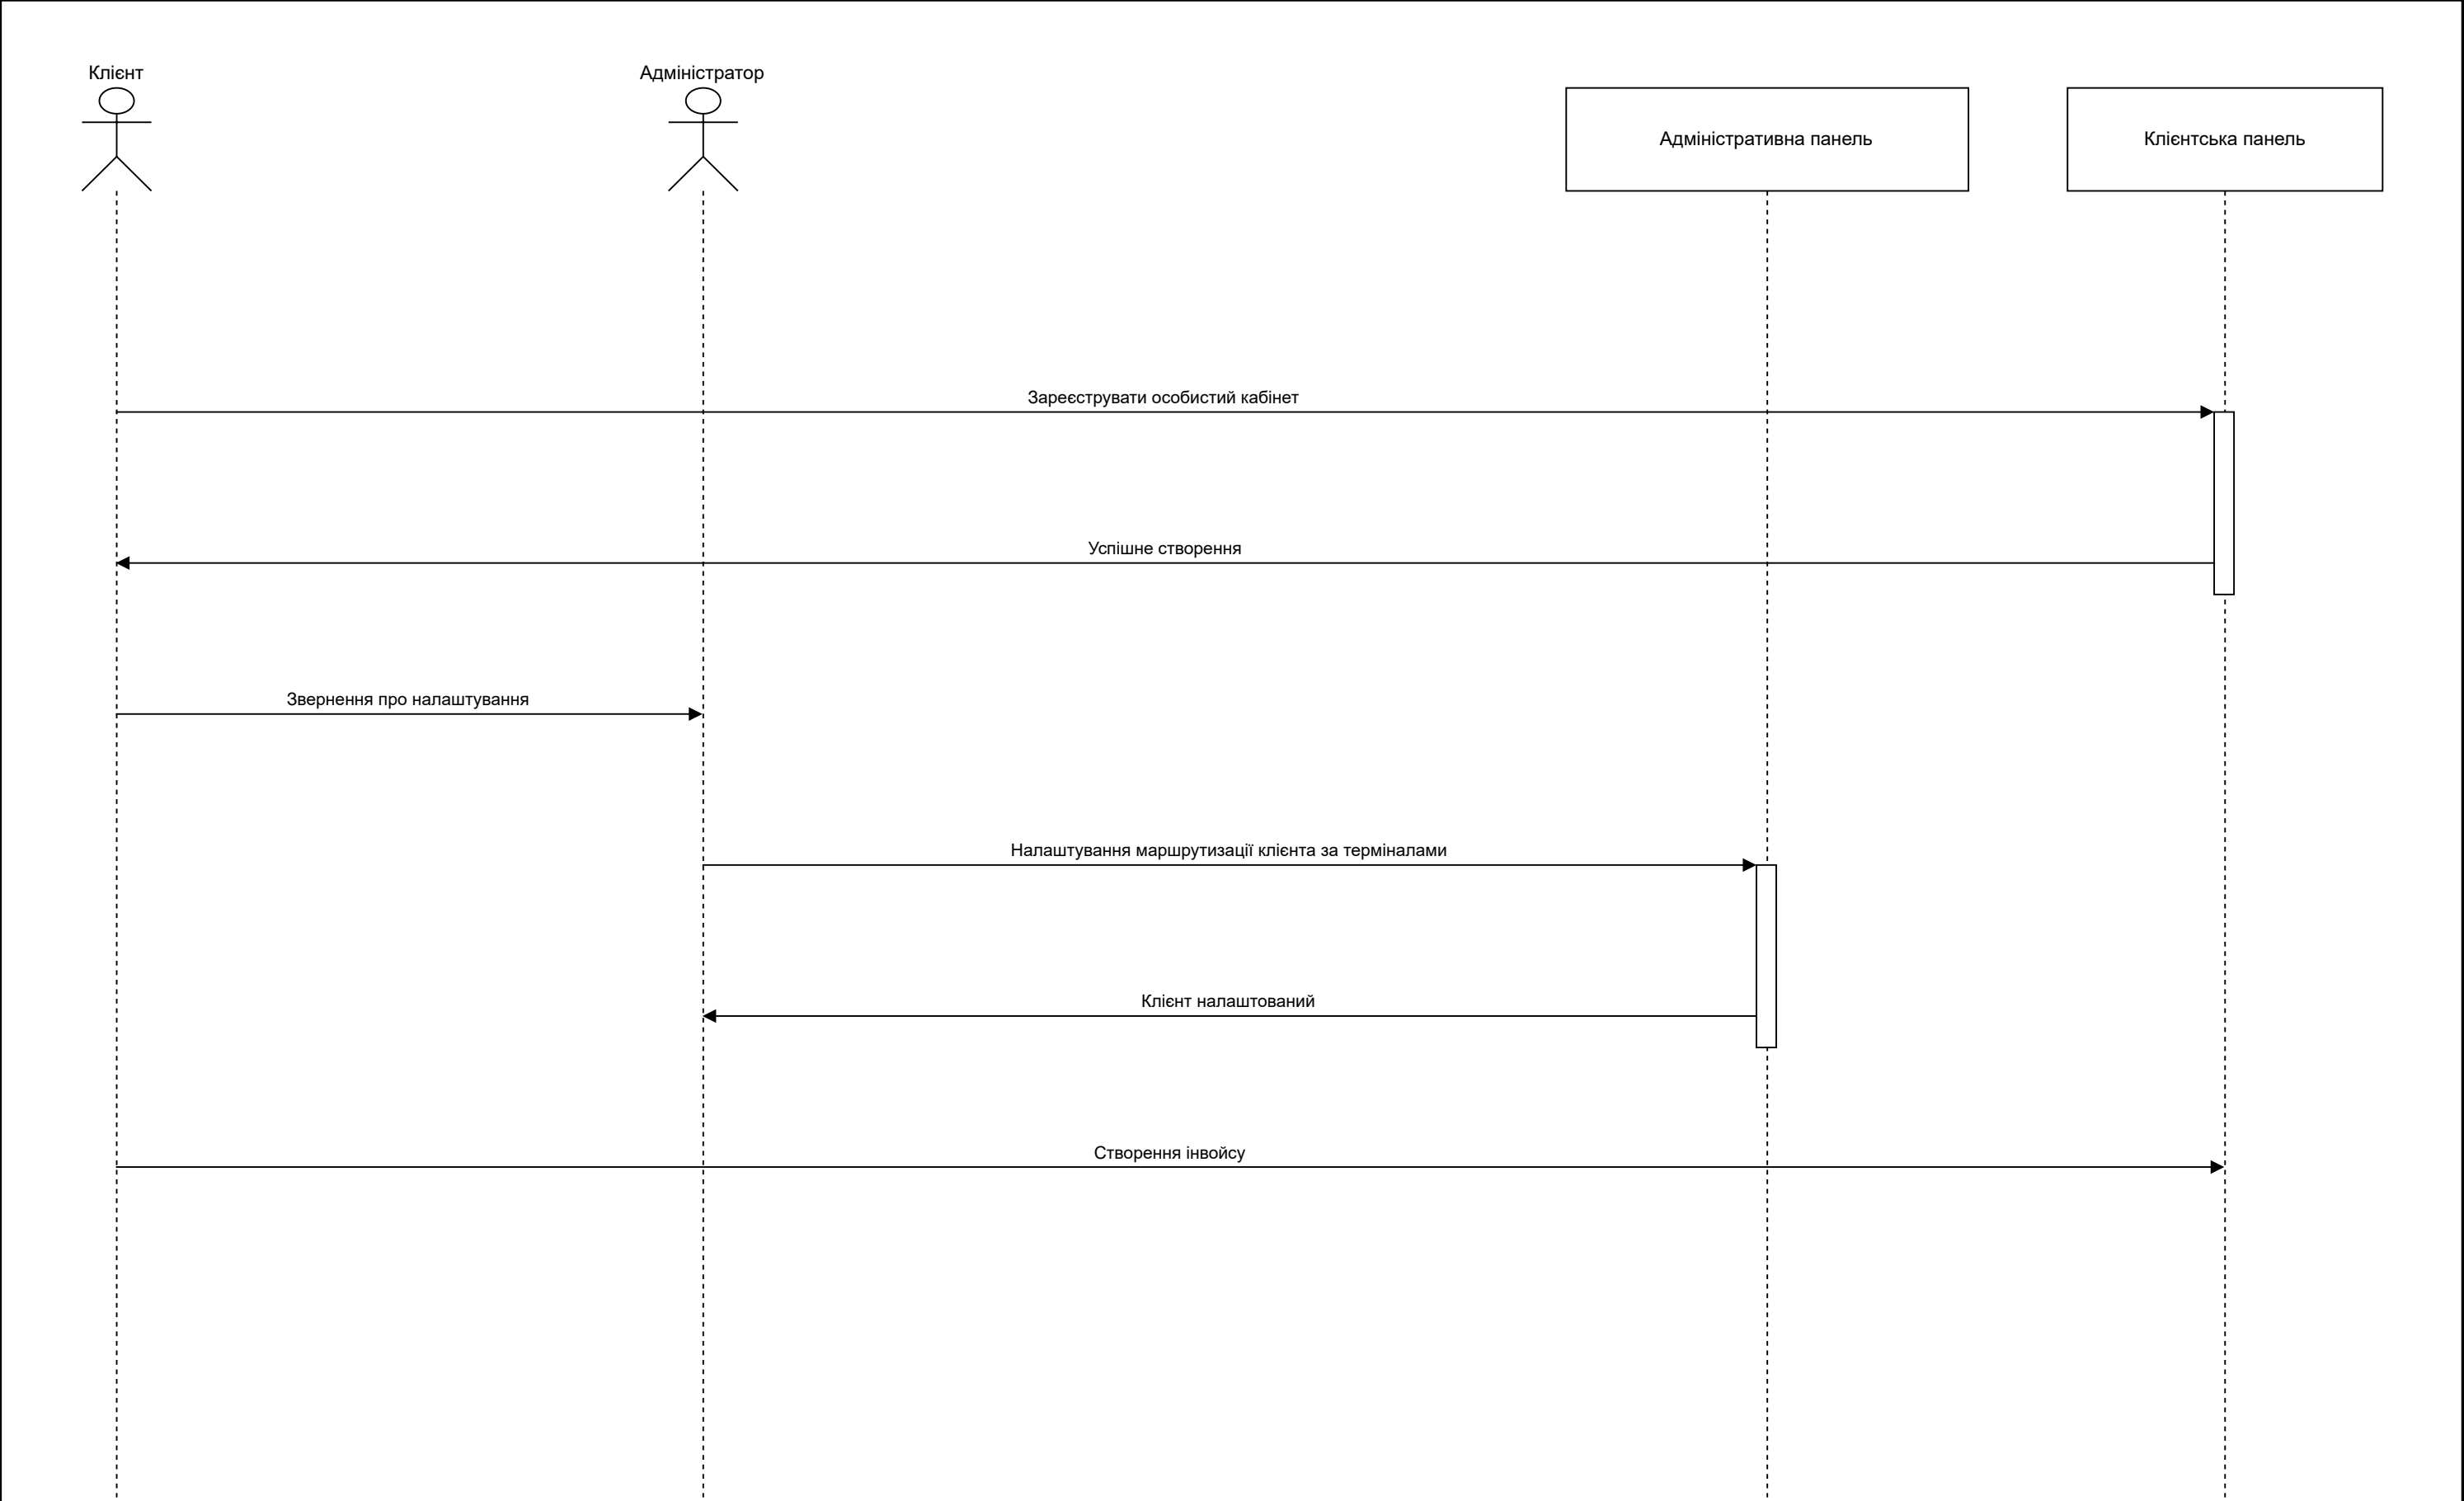 Клієнт
Адміністратор
Адміністративна панель
Клієнтська панель
Зареєструвати особистий кабінет
Успішне створення
Звернення про налаштування
Налаштування маршрутизації клієнта за терміналами
Клієнт налаштований
Створення інвойсу